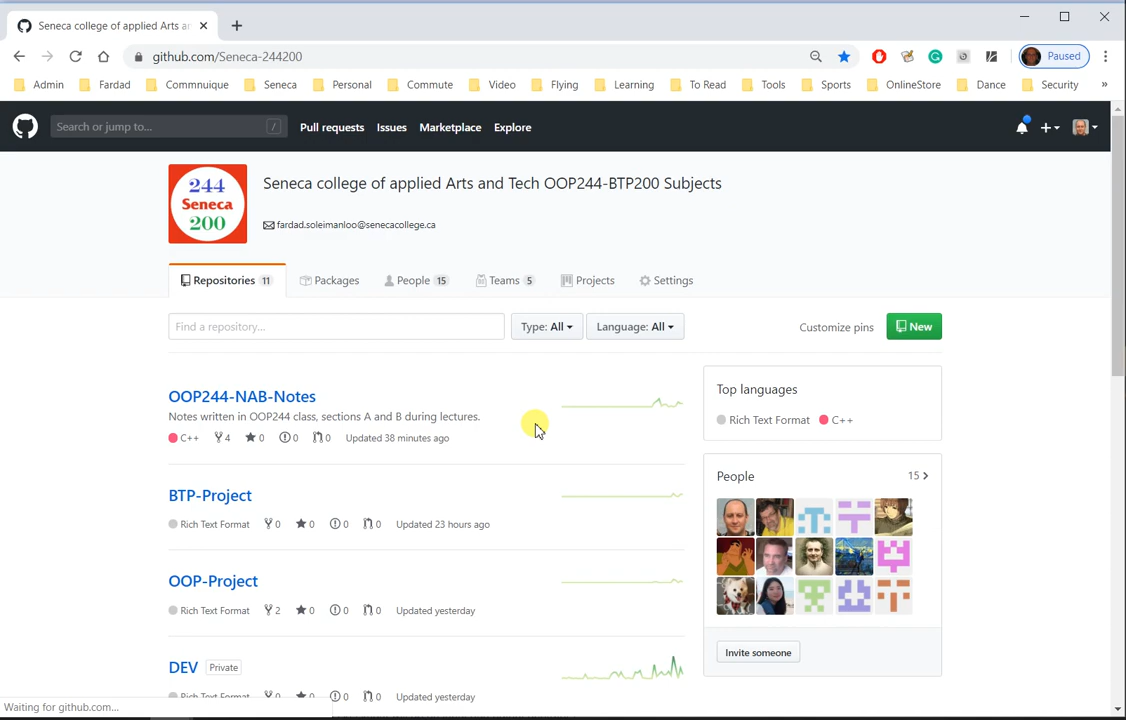 Seneca college of applied Arts an
github.com/Seneca-244200
Paused
Admin Fardad Commnuique Seneca Personal Commute Video Flying Learning To Read Tools Sports OnlineStore Dance Security »
Search or jump to... / Pull requests Issues Marketplace Explore
244
Seneca
200
Seneca college of applied Arts and Tech OOP244-BTP200 Subjects
fardad.soleimanloo@senecacollege.ca
Repositories 11 Packages People 15 Teams 5 Projects Settings
Find a repository... Type: All Language: All Customize pins New
OOP244-NAB-Notes
Notes written in OOP244 class, sections A and B during lectures.
C++ 4 0 0 0 Updated 38 minutes ago
BTP-Project
Rich Text Format 0 0 0 0 Updated 23 hours ago
OOP-Project
Rich Text Format 2 0 0 0 Updated yesterday
DEV Private
Rich Text Format 0 0 0 0 Updated yesterday
Top languages
Rich Text Format C++
People 15
Invite someone
Waiting for github.com...